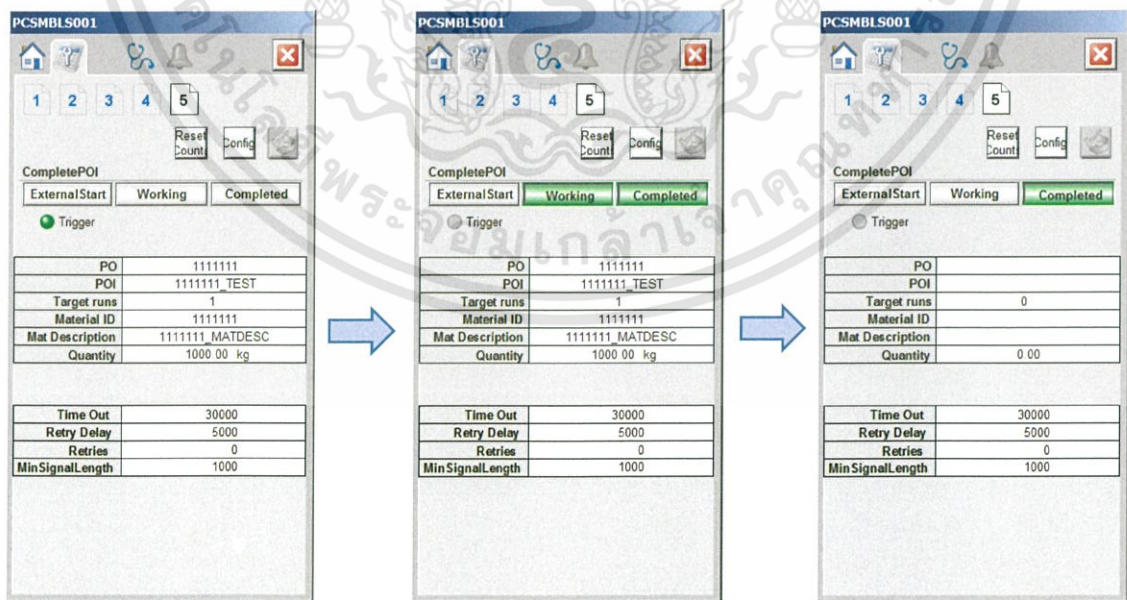 PCSMBLS001
1 2 3 4 5
Reset Count Config
CompletePOI
ExternalStart Working Completed
Trigger
PO 1111111
POI 1111111_TEST
Target runs 1
Material ID 1111111
Mat Description 1111111_MATDESC
Quantity 1000 00 kg
Time Out 30000
Retry Delay 5000
Retries 0
MinSignalLength 1000
PCSMBLS001
1 2 3 4 5
Reset Count Config
CompletePOI
ExternalStart Working Completed
Trigger
PO 1111111
POI 1111111_TEST
Target runs 1
Material ID 1111111
Mat Description 1111111_MATDESC
Quantity 1000 00 kg
Time Out 30000
Retry Delay 5000
Retries 0
MinSignalLength 1000
PCSMBLS001
1 2 3 4 5
Reset Count Config
CompletePOI
ExternalStart Working Completed
Trigger
PO
POI
Target runs 0
Material ID
Mat Description
Quantity 0 00
Time Out 30000
Retry Delay 5000
Retries 0
MinSignalLength 1000